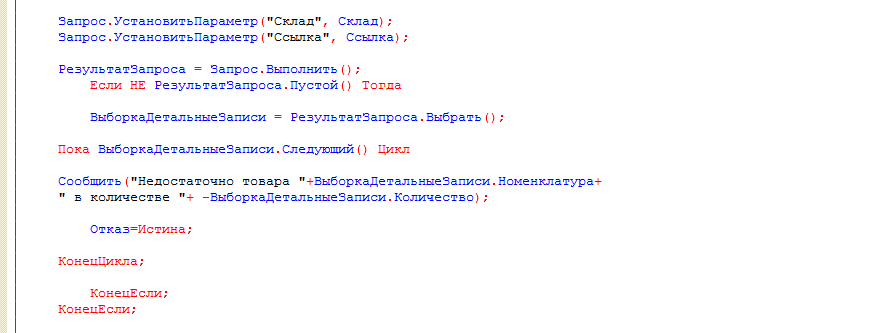 Запрос.УстановитьПараметр("Склад", Склад);
Запрос.УстановитьПараметр("Ссылка", Ссылка);
РезультатЗапроса = Запрос.Выполнить();
Если НЕ РезультатЗапроса.Пустой() Тогда
ВыборкаДетальныеЗаписи = РезультатЗапроса.Выбрать();
Пока ВыборкаДетальныеЗаписи.Следующий() Цикл
Сообщить("Недостаточно товара "+ВыборкаДетальныеЗаписи.Номенклатура+
" в количестве "+ -ВыборкаДетальныеЗаписи.Количество);
Отказ=Истина;
КонецЦикла;
КонецЕсли;
КонецЕсли;